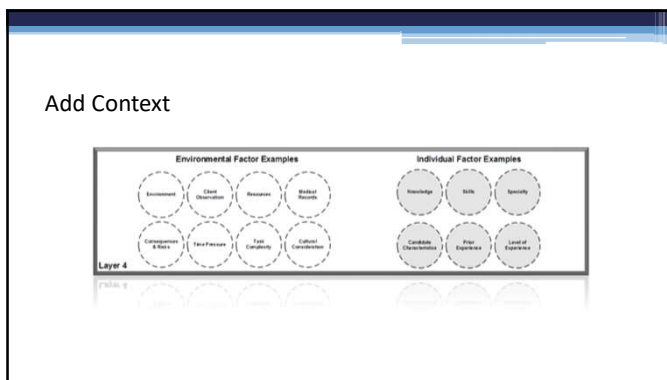 Add Context
Environmental Factor Examples
Individual Factor Examples
Environment
Client
Observation
Resources
Medical
Records
Knowledge
Skills
Specialty
Consequences
& Risks
Time Pressure
Task
Complexity
Cultural
Consideration
Candidate
Characteristics
Prior
Experience
Level of
Experience
Layer 4